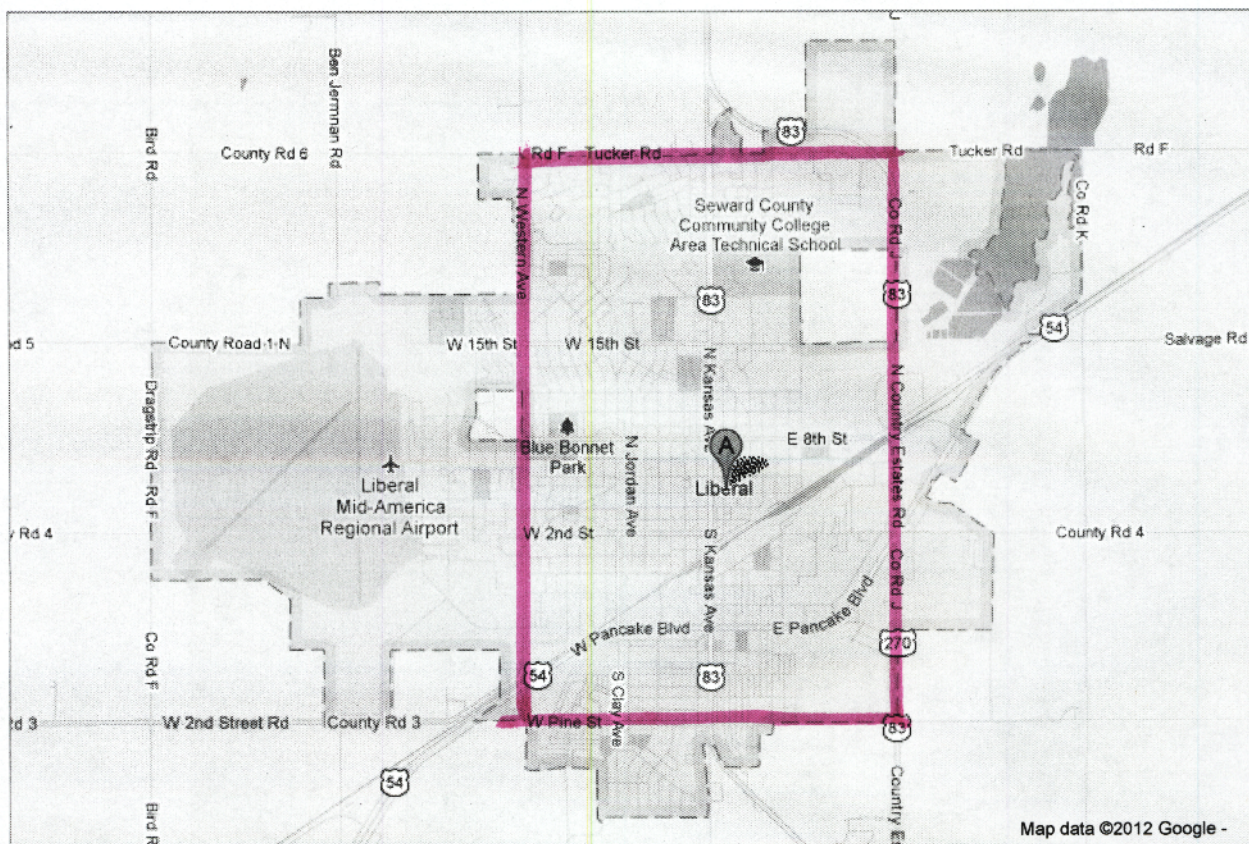 Ben Jernnan Rd
Bird Rd
County Rd 6
83
Rd F
Tucker Rd
Tucker Rd
Rd F
N Western Ave
Seward County
Community College
Area Technical School
Co Rd J
Co Rd K
83
83
54
d 5
County Road 1 N
W 15th St
W 15th St
Salvage Rd
N Kansas Ave
Dragstrip Rd
Rd F
N Country Estates Rd
A
E 8th St
Blue Bonnet
Park
N Jordan Ave
Liberal
Liberal
Mid-America
Regional Airport
y Rd 4
W 2nd St
County Rd 4
S Kansas Ave
Co Rd J
W Pancake Blvd
E Pancake Blvd
Co Rd F
270
54
83
S Clay Ave
Rd 3
W 2nd Street Rd
County Rd 3
W Pine St
83
54
Bird R
Country E
Map data ©2012 Google -